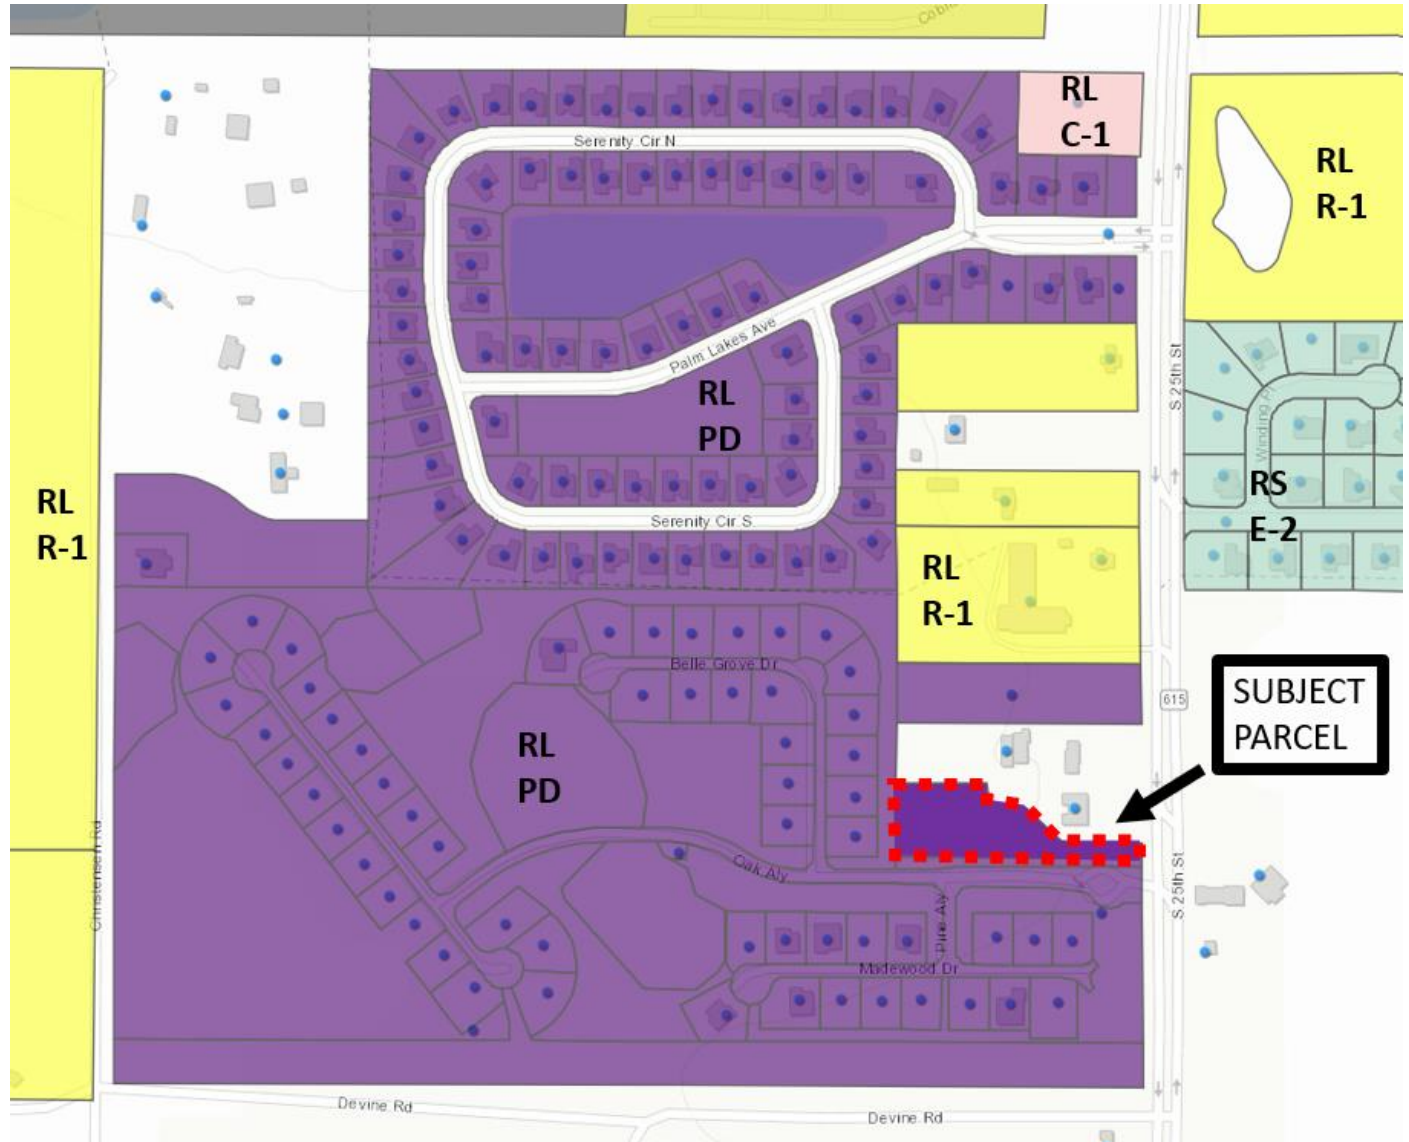 Serenity Cir N
RL
C-1
RL
R-1
Palm Lakes Ave
RL
PD
S 25th St
RS
E-2
RL
R-1
Serenity Cir S
RL
R-1
Belle Grove Dr
615
SUBJECT
PARCEL
RL
PD
Christensen Rd
Oak Aly
Pine Aly
S 25th St
Madewood Dr
Devine Rd
Devine Rd